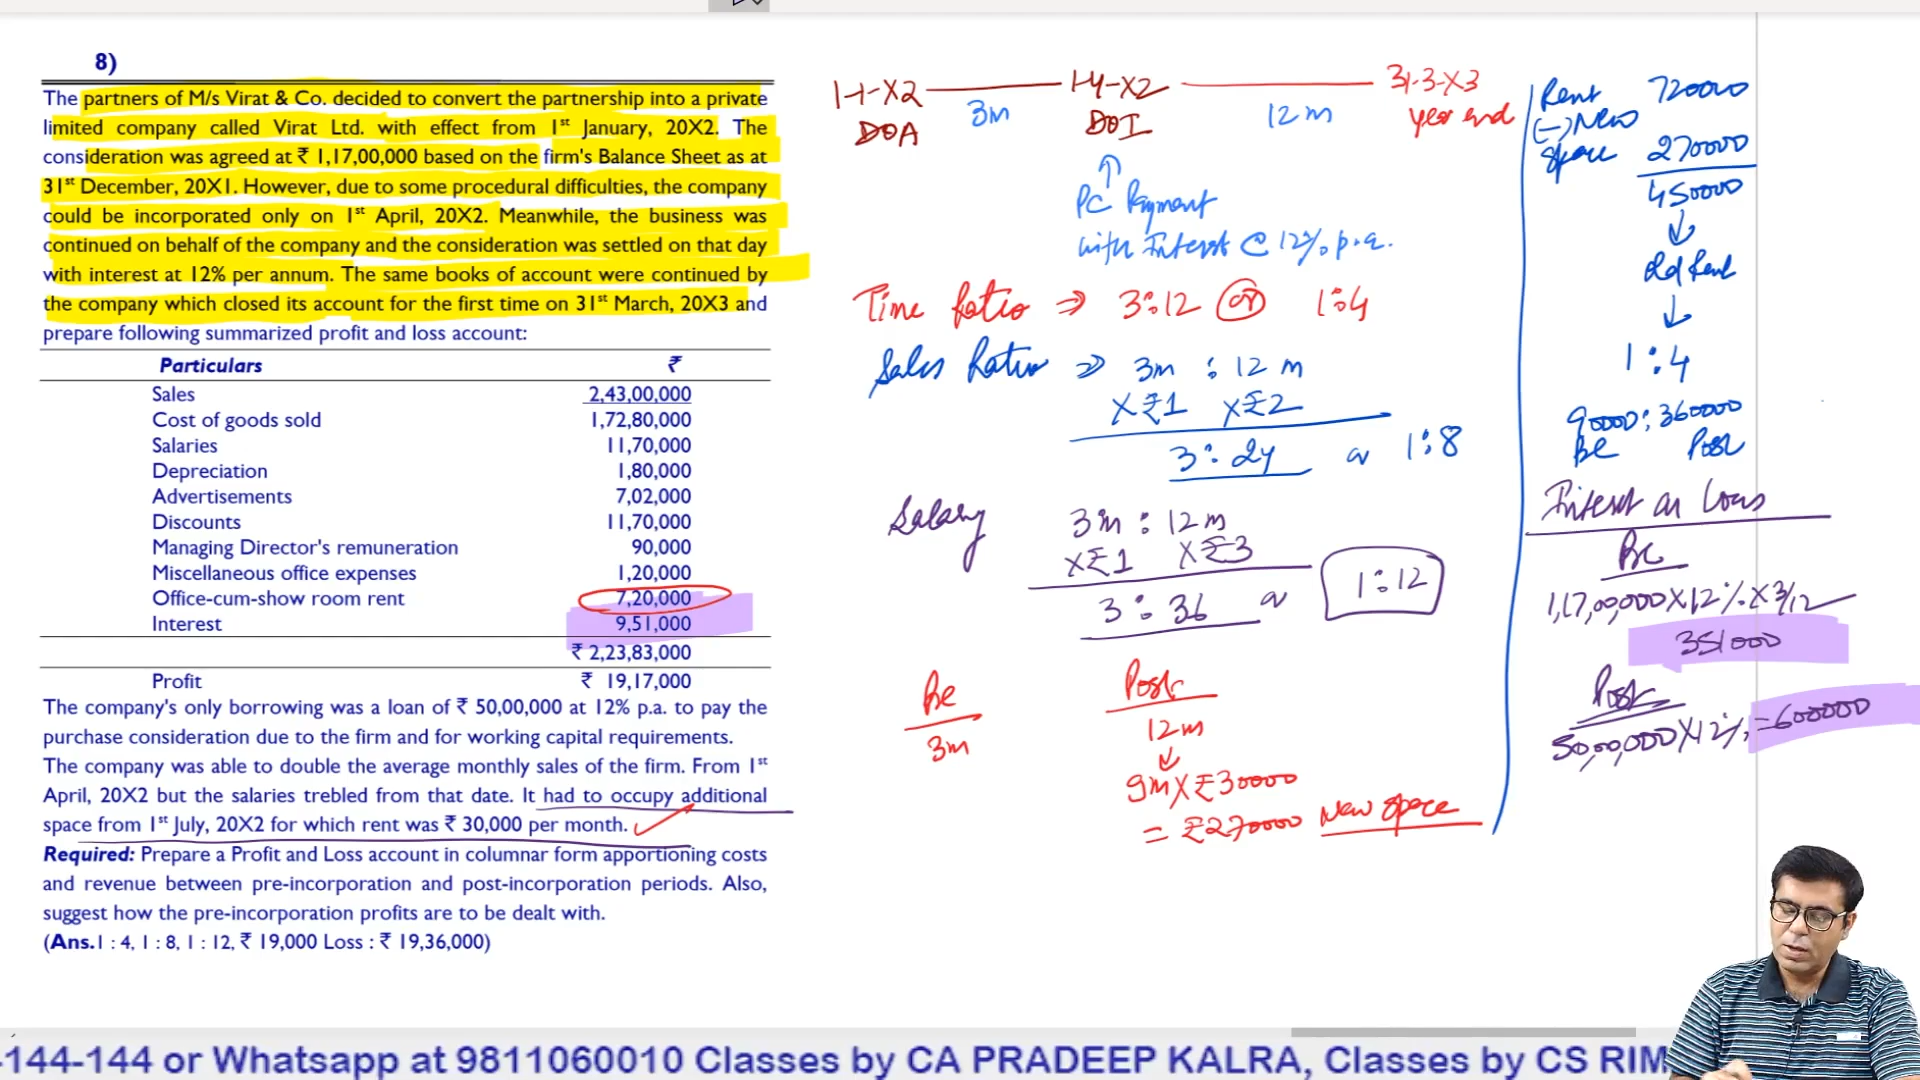 8)
The partners of M/s Virat & Co. decided to convert the partnership into a private
limited company called Virat Ltd. with effect from 1st January, 20X2. The
consideration was agreed at ₹ 1,17,00,000 based on the firm's Balance Sheet as at
31st December, 20X1. However, due to some procedural difficulties, the company
could be incorporated only on 1st April, 20X2. Meanwhile, the business was
continued on behalf of the company and the consideration was settled on that day
with interest at 12% per annum. The same books of account were continued by
the company which closed its account for the first time on 31st March, 20X3 and
prepare following summarized profit and loss account:
Particulars ₹
Sales 2,43,00,000
Cost of goods sold 1,72,80,000
Salaries 11,70,000
Depreciation 1,80,000
Advertisements 7,02,000
Discounts 11,70,000
Managing Director's remuneration 90,000
Miscellaneous office expenses 1,20,000
Office-cum-show room rent 7,20,000
Interest 9,51,000
₹ 2,23,83,000
Profit ₹ 19,17,000
The company's only borrowing was a loan of ₹ 50,00,000 at 12% p.a. to pay the
purchase consideration due to the firm and for working capital requirements.
The company was able to double the average monthly sales of the firm. From 1st
April, 20X2 but the salaries trebled from that date. It had to occupy additional
space from 1st July, 20X2 for which rent was ₹ 30,000 per month.
Required: Prepare a Profit and Loss account in columnar form apportioning costs
and revenue between pre-incorporation and post-incorporation periods. Also,
suggest how the pre-incorporation profits are to be dealt with.
(Ans.1 : 4, 1 : 8, 1 : 12, ₹ 19,000 Loss : ₹ 19,36,000)
1-1-X2 1-4-X2 31-3-X3
3m 12m
DOA DOI year end
PC Payment
with Interest @ 12% p.a.
Time Ratio ⇒ 3:12 or 1:4
Sales Ratio ⇒ 3m : 12m
X₹1 X₹2
3 : 24 or 1:8
Salary 3m : 12m
X₹1 X₹3
3 : 36 or 1:12
Post
3m 12m
9m X ₹30000
= ₹270000 New Space
Rent 720000
(-) New
Space 270000
450000
Old Rent
1 : 4
90000 : 360000
Post
Interest on Loan
1,17,00,000 X 12% X 3/12
351000
Post
50,00,000 X 12% = 600000
-144-144 or Whatsapp at 9811060010 Classes by CA PRADEEP KALRA, Classes by CS RIM